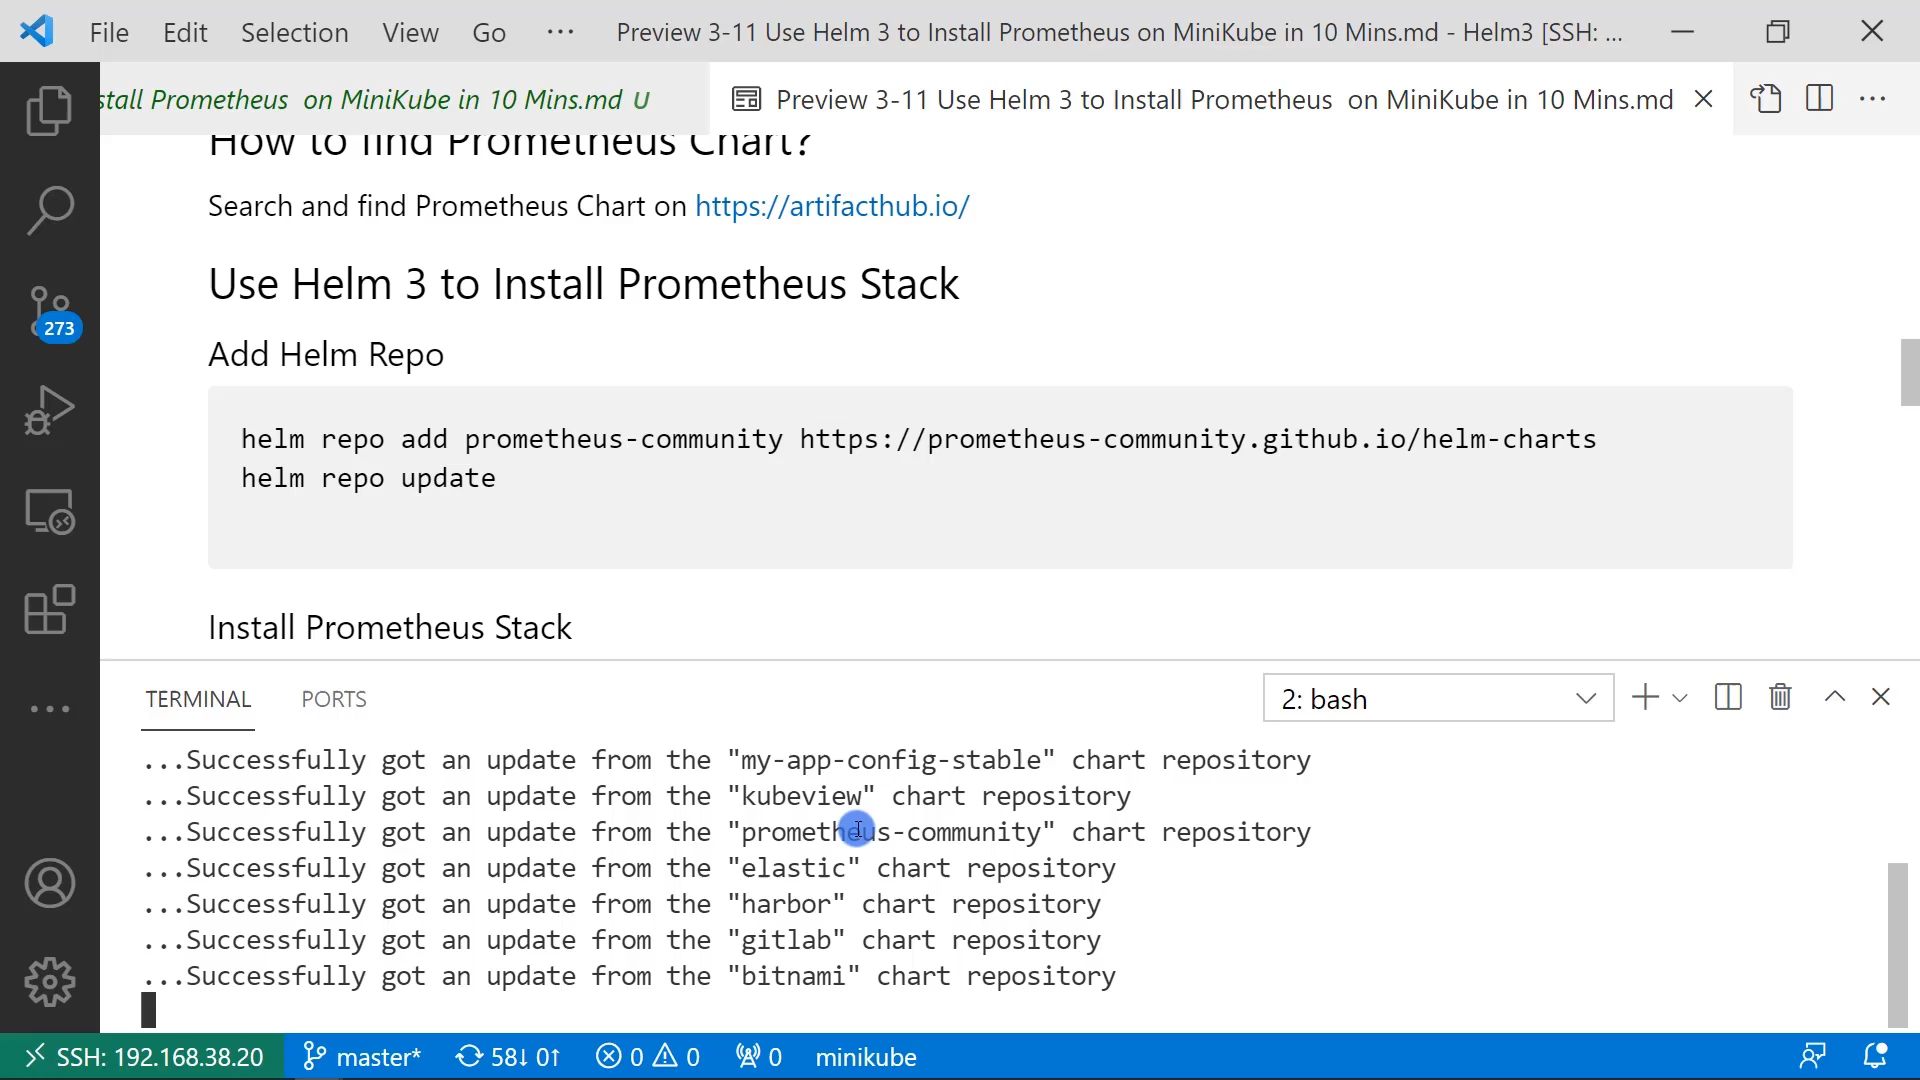 File Edit Selection View Go ··· Preview 3-11 Use Helm 3 to Install Prometheus on MiniKube in 10 Mins.md - Helm3 [SSH: ...
stall Prometheus on MiniKube in 10 Mins.md U
Preview 3-11 Use Helm 3 to Install Prometheus on MiniKube in 10 Mins.md
How to find Prometheus Chart?
Search and find Prometheus Chart on https://artifacthub.io/
Use Helm 3 to Install Prometheus Stack
Add Helm Repo
helm repo add prometheus-community https://prometheus-community.github.io/helm-charts
helm repo update
Install Prometheus Stack
273
TERMINAL PORTS 2: bash
...Successfully got an update from the "my-app-config-stable" chart repository
...Successfully got an update from the "kubeview" chart repository
...Successfully got an update from the "prometheus-community" chart repository
...Successfully got an update from the "elastic" chart repository
...Successfully got an update from the "harbor" chart repository
...Successfully got an update from the "gitlab" chart repository
...Successfully got an update from the "bitnami" chart repository
SSH: 192.168.38.20 master* 58↓ 0↑ 0 0 0 minikube